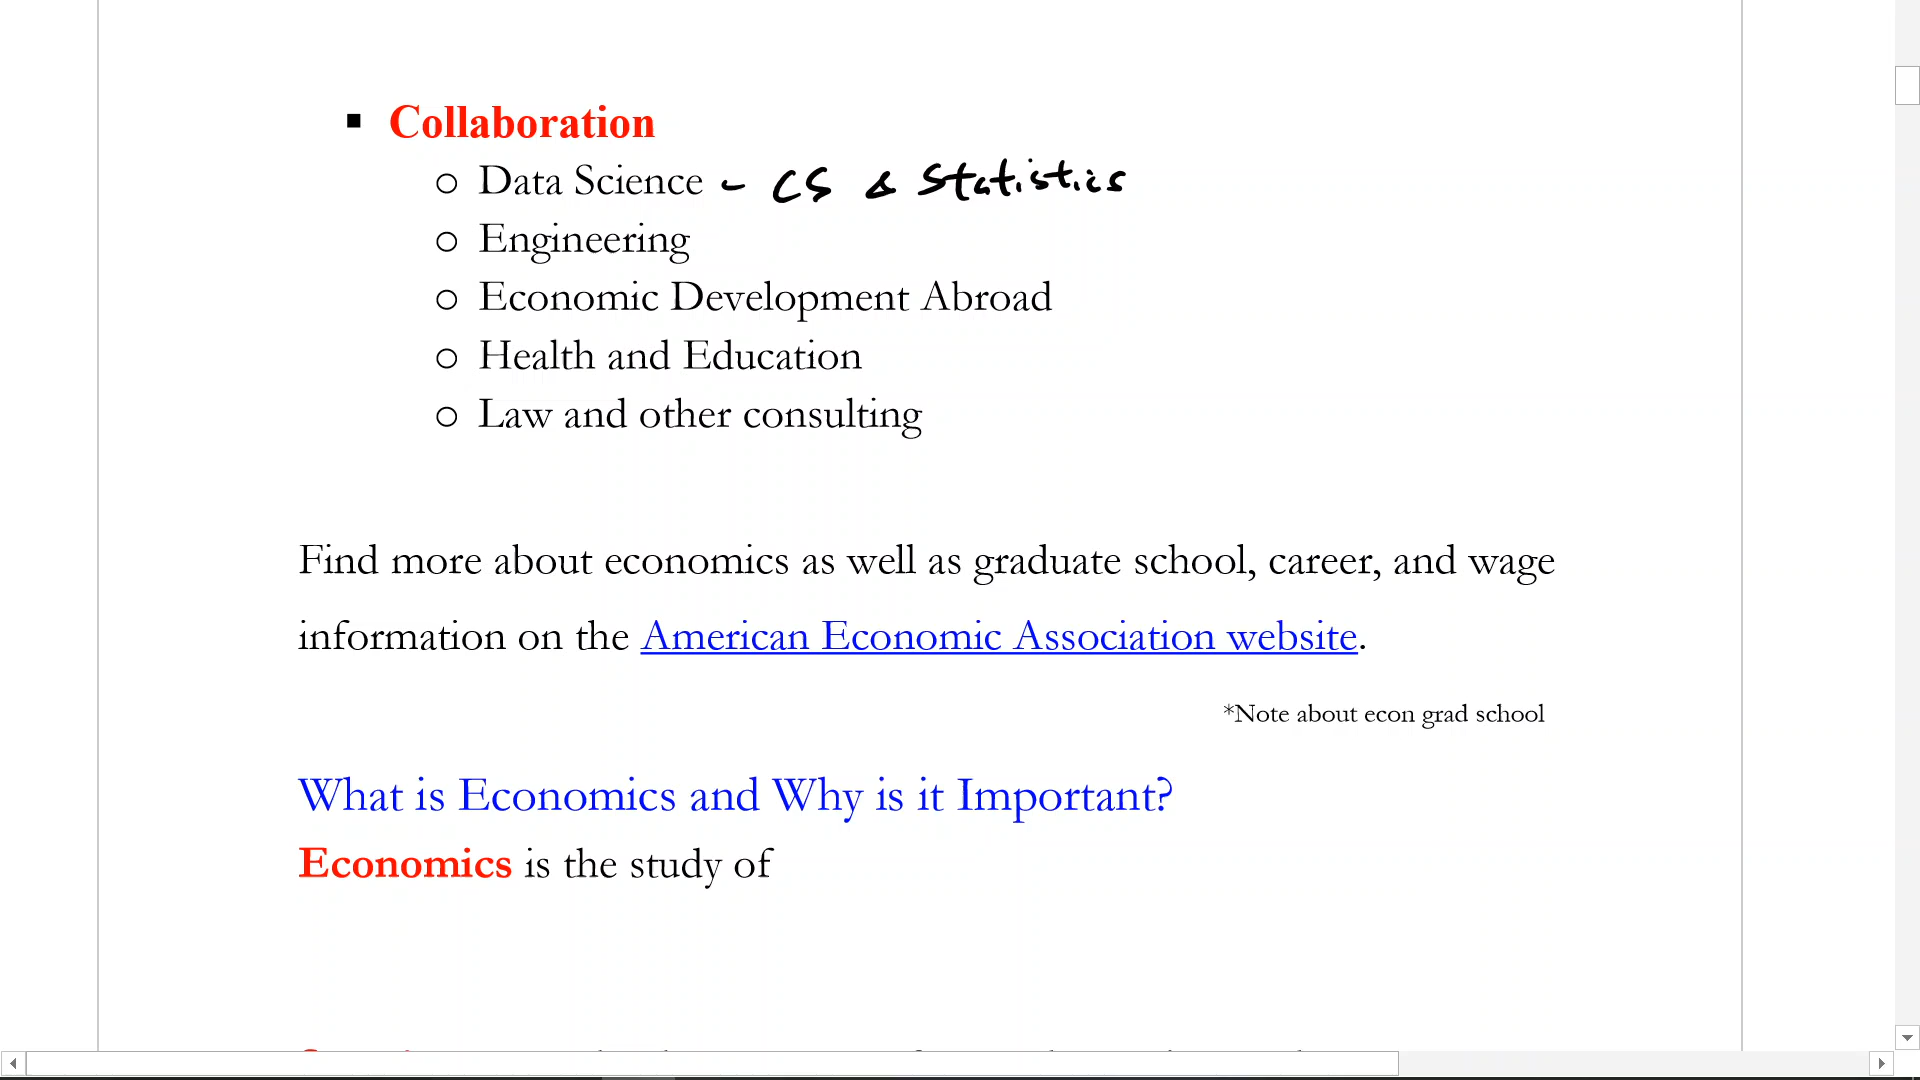 ▪ Collaboration
o Data Science - CS & Statistics
o Engineering
o Economic Development Abroad
o Health and Education
o Law and other consulting
Find more about economics as well as graduate school, career, and wage
information on the American Economic Association website.
*Note about econ grad school
What is Economics and Why is it Important?
Economics is the study of